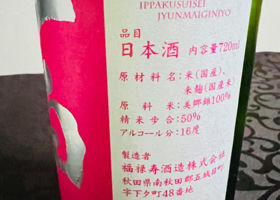 IPPAKUSUISEI
JYUNMAIGINJYO
品目
日本酒 内容量720ml
原材料名:米(国産)、
米麹(国産米)
原料米:美郷錦100%
精米歩合:50%
アルコール分:16度
製造者
福禄寿酒造株式会社
秋田県南秋田郡五城目町
字下夕町48番地